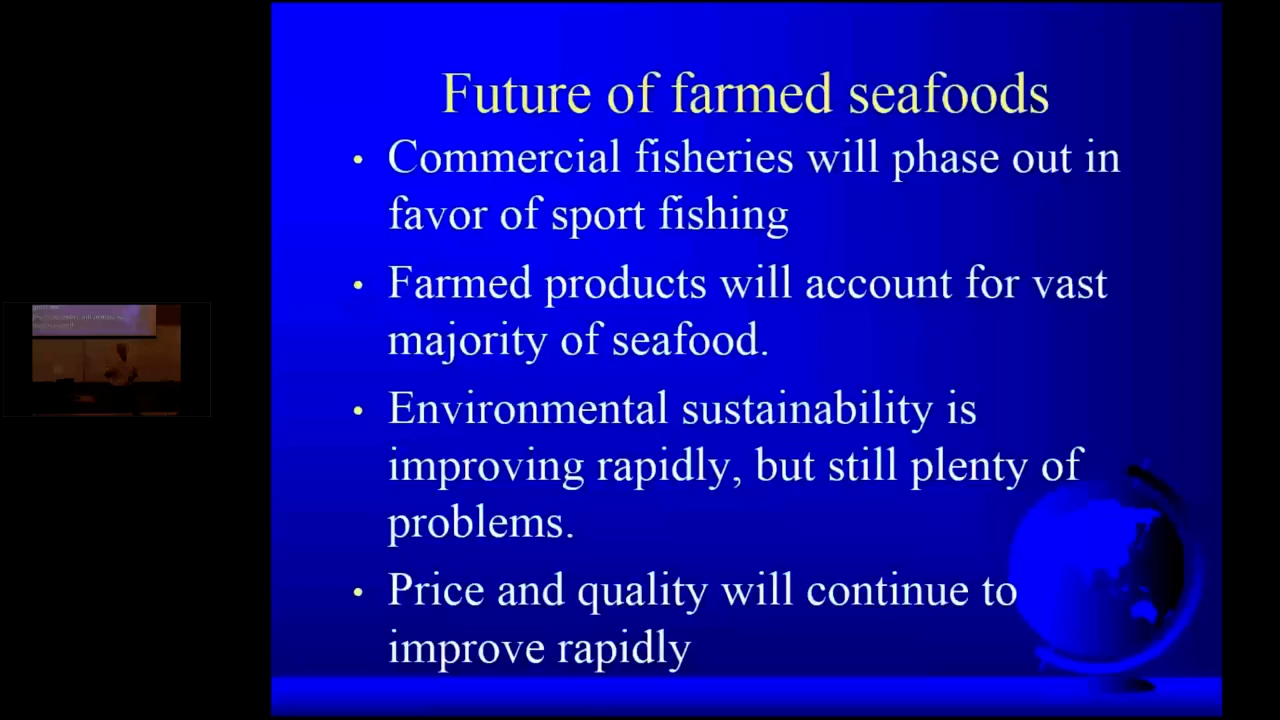 Future of farmed seafoods
• Commercial fisheries will phase out in
favor of sport fishing
• Farmed products will account for vast
majority of seafood.
• Environmental sustainability is
improving rapidly, but still plenty of
problems.
• Price and quality will continue to
improve rapidly